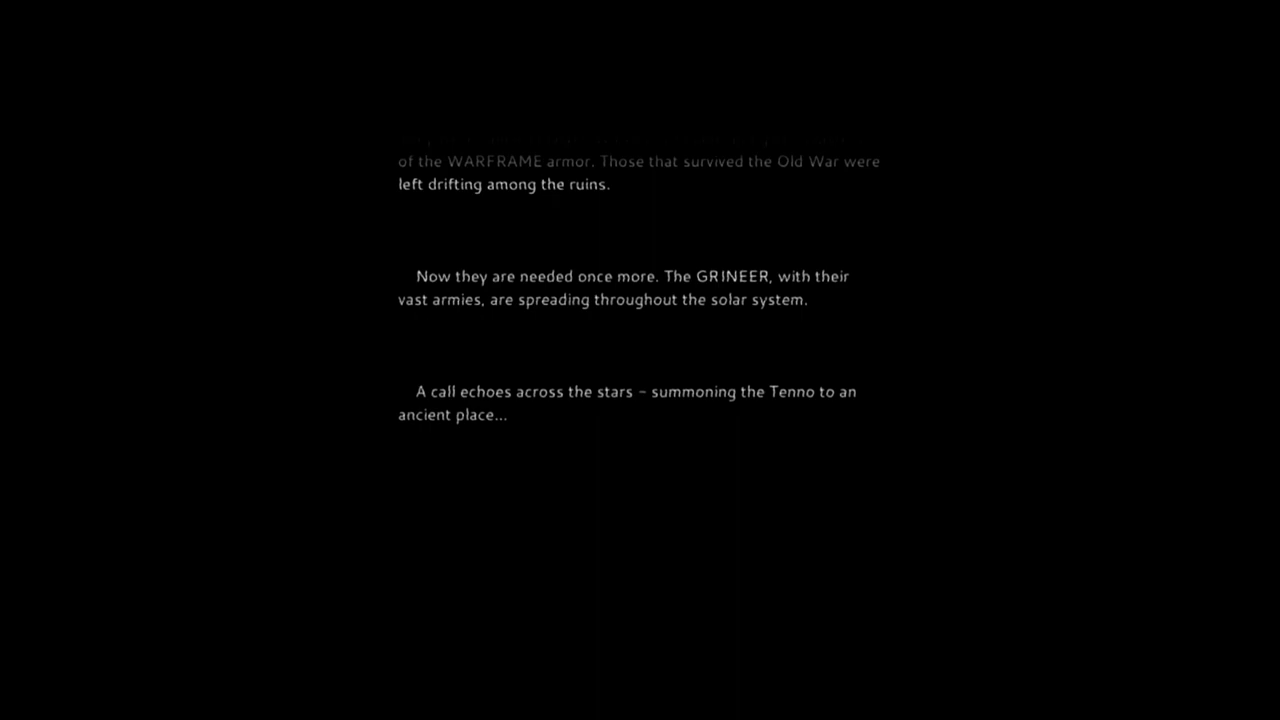 of the WARFRAME armor. Those that survived the Old War were
left drifting among the ruins.
Now they are needed once more. The GRINEER, with their
vast armies, are spreading throughout the solar system.
A call echoes across the stars - summoning the Tenno to an
ancient place...